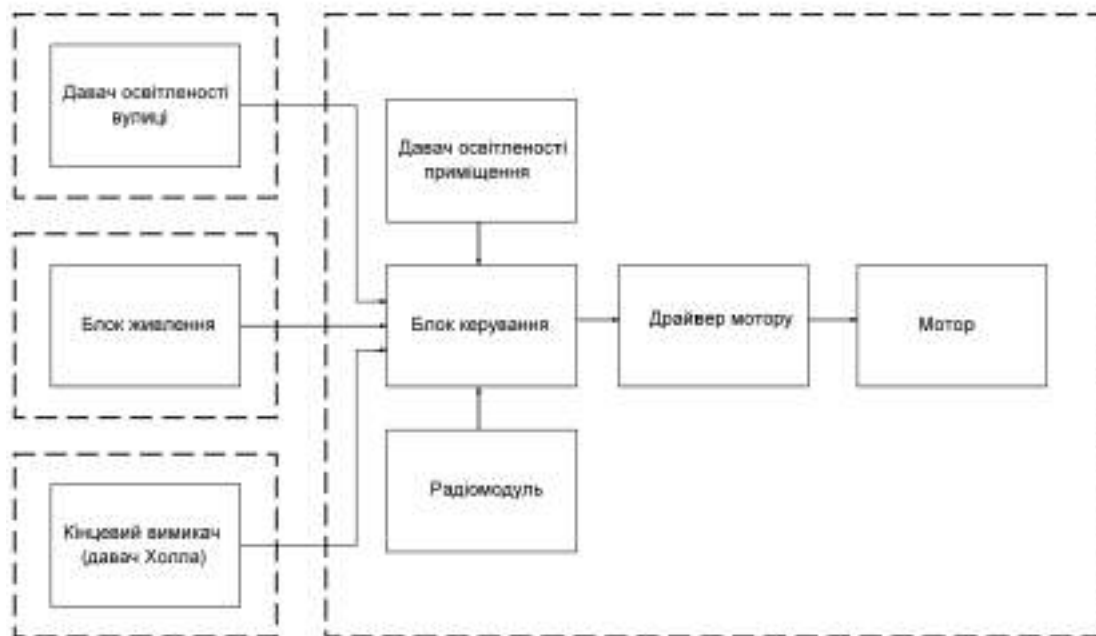 Давач освітленості
вулиці
Давач освітленості
приміщення
Блок живлення
Блок керування
Драйвер мотору
Мотор
Радіомодуль
Кінцевий вимикач
(давач Холла)